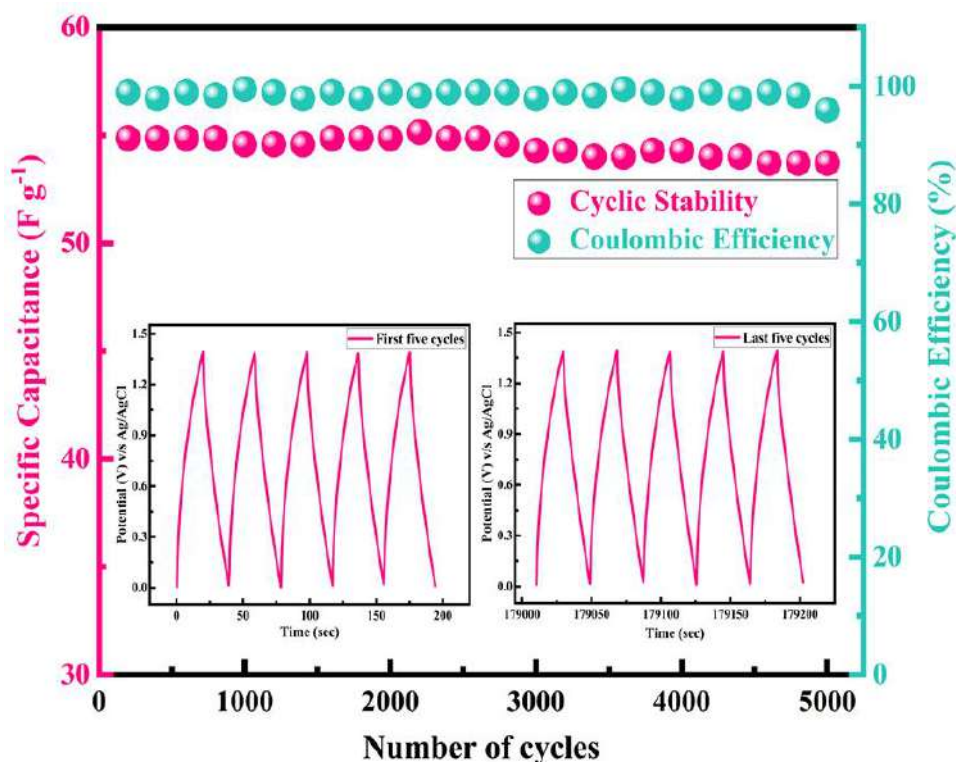 60
50
40
30
Specific Capacitance (F g-1)
100
80
60
40
20
0
Coulombic Efficiency (%)
Cyclic Stability
Coulombic Efficiency
First five cycles
1.5
1.2
0.9
0.6
0.3
0.0
Potential (V) v/s Ag/AgCl
0 50 100 150 200
Time (sec)
Last five cycles
1.5
1.2
0.9
0.6
0.3
0.0
Potential (V) v/s Ag/AgCl
179000 179050 179100 179150 179200
Time (sec)
0 1000 2000 3000 4000 5000
Number of cycles